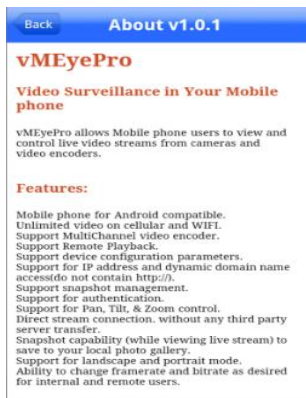 Back
About v1.0.1
vMEyePro
Video Surveillance in Your Mobile
phone
vMEyePro allows Mobile phone users to view and
control live video streams from cameras and
video encoders.
Features:
Mobile phone for Android compatible.
Unlimited video on cellular and WIFI.
Support MultiChannel video encoder.
Support Remote Playback.
Support device configuration parameters.
Support for IP address and dynamic domain name
access(do not contain http://).
Support snapshot management.
Support for authentication.
Support for Pan, Tilt, & Zoom control.
Direct stream connection. without any third party
server transfer.
Snapshot capability (while viewing live stream) to
save to your local photo gallery.
Support for landscape and portrait mode.
Ability to change framerate and bitrate as desired
for internal and remote users.